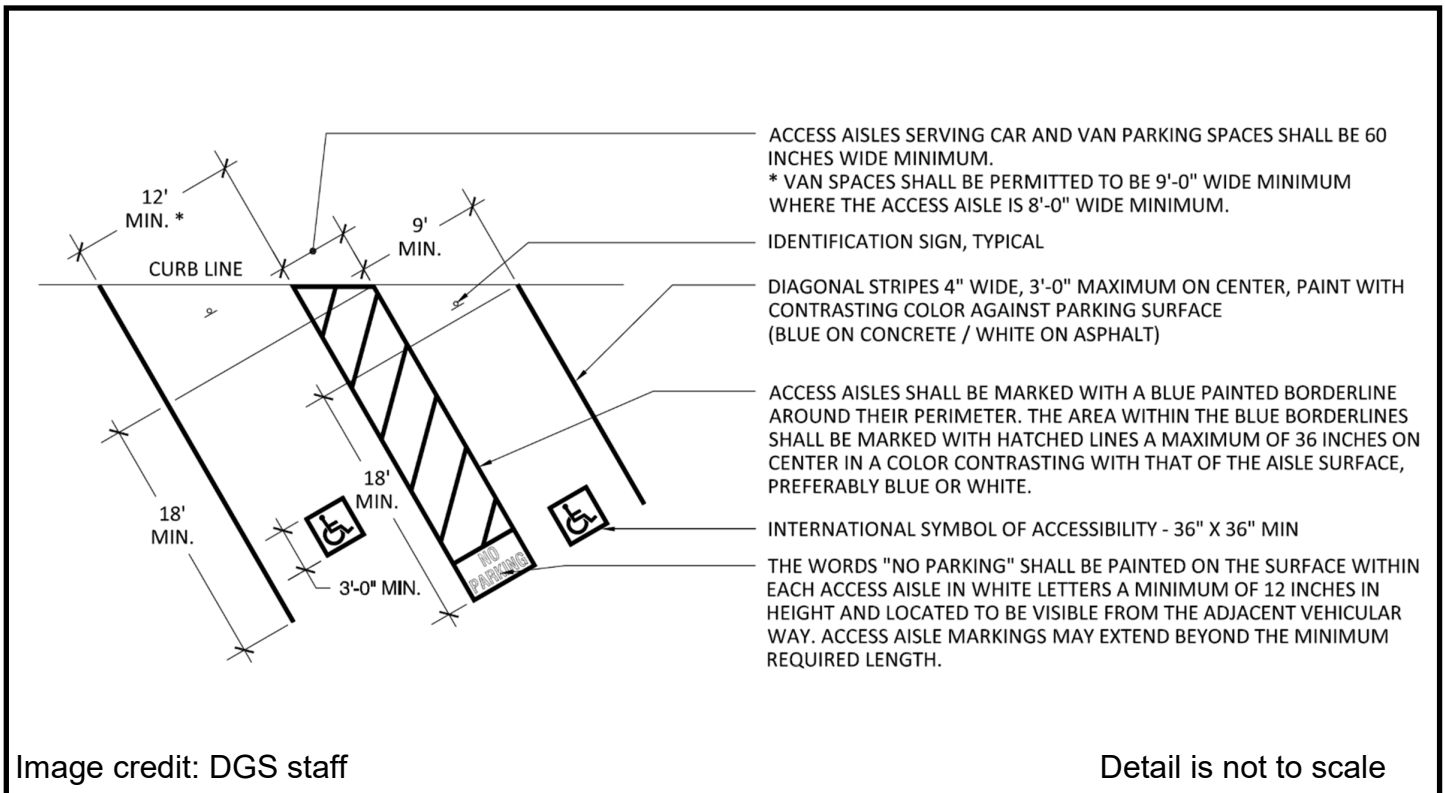 12'
MIN. *
9'
MIN.
CURB LINE
18'
MIN.
18'
MIN.
3'-0" MIN.
NO
PARKING
ACCESS AISLES SERVING CAR AND VAN PARKING SPACES SHALL BE 60
INCHES WIDE MINIMUM.
* VAN SPACES SHALL BE PERMITTED TO BE 9'-0" WIDE MINIMUM
WHERE THE ACCESS AISLE IS 8'-0" WIDE MINIMUM.
IDENTIFICATION SIGN, TYPICAL
DIAGONAL STRIPES 4" WIDE, 3'-0" MAXIMUM ON CENTER, PAINT WITH
CONTRASTING COLOR AGAINST PARKING SURFACE
(BLUE ON CONCRETE / WHITE ON ASPHALT)
ACCESS AISLES SHALL BE MARKED WITH A BLUE PAINTED BORDERLINE
AROUND THEIR PERIMETER. THE AREA WITHIN THE BLUE BORDERLINES
SHALL BE MARKED WITH HATCHED LINES A MAXIMUM OF 36 INCHES ON
CENTER IN A COLOR CONTRASTING WITH THAT OF THE AISLE SURFACE,
PREFERABLY BLUE OR WHITE.
INTERNATIONAL SYMBOL OF ACCESSIBILITY - 36" X 36" MIN
THE WORDS "NO PARKING" SHALL BE PAINTED ON THE SURFACE WITHIN
EACH ACCESS AISLE IN WHITE LETTERS A MINIMUM OF 12 INCHES IN
HEIGHT AND LOCATED TO BE VISIBLE FROM THE ADJACENT VEHICULAR
WAY. ACCESS AISLE MARKINGS MAY EXTEND BEYOND THE MINIMUM
REQUIRED LENGTH.
Image credit: DGS staff
Detail is not to scale